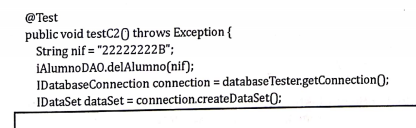 @Test
public void testC2() throws Exception {
String nif = "22222222B";
iAlumnoDAO.delAlumno(nif);
IDatabaseConnection connection = databaseTester.getConnection();
IDataSet dataSet = connection.createDataSet();